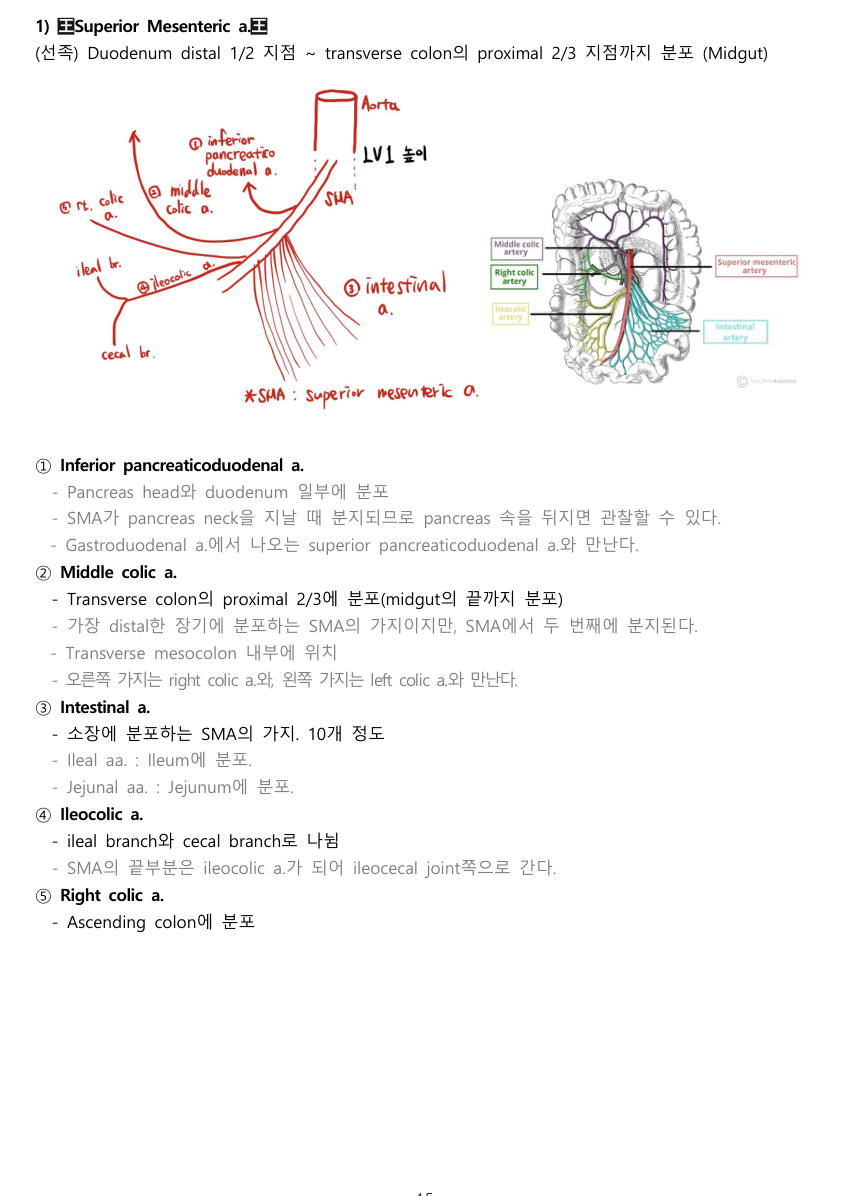 1) 王Superior Mesenteric a.王
(선족) Duodenum distal 1/2 지점 ~ transverse colon의 proximal 2/3 지점까지 분포 (Midgut)
Aorta
LV1 높이
① inferior
pancreatico
duodenal a.
SMA
② middle
colic a.
⑤ rt. colic
a.
ileal br.
④ ileocolic a.
cecal br.
③ intestinal
a.
*SMA : superior mesenteric a.
Middle colic
artery
Right colic
artery
Ileocolic
artery
Superior mesenteric
artery
Intestinal
artery
© TeachMeAnatomy
① Inferior pancreaticoduodenal a.
- Pancreas head와 duodenum 일부에 분포
- SMA가 pancreas neck을 지날 때 분지되므로 pancreas 속을 뒤지면 관찰할 수 있다.
- Gastroduodenal a.에서 나오는 superior pancreaticoduodenal a.와 만난다.
② Middle colic a.
- Transverse colon의 proximal 2/3에 분포(midgut의 끝까지 분포)
- 가장 distal한 장기에 분포하는 SMA의 가지이지만, SMA에서 두 번째에 분지된다.
- Transverse mesocolon 내부에 위치
- 오른쪽 가지는 right colic a.와, 왼쪽 가지는 left colic a.와 만난다.
③ Intestinal a.
- 소장에 분포하는 SMA의 가지. 10개 정도
- Ileal aa. : Ileum에 분포.
- Jejunal aa. : Jejunum에 분포.
④ Ileocolic a.
- ileal branch와 cecal branch로 나뉨
- SMA의 끝부분은 ileocolic a.가 되어 ileocecal joint쪽으로 간다.
⑤ Right colic a.
- Ascending colon에 분포